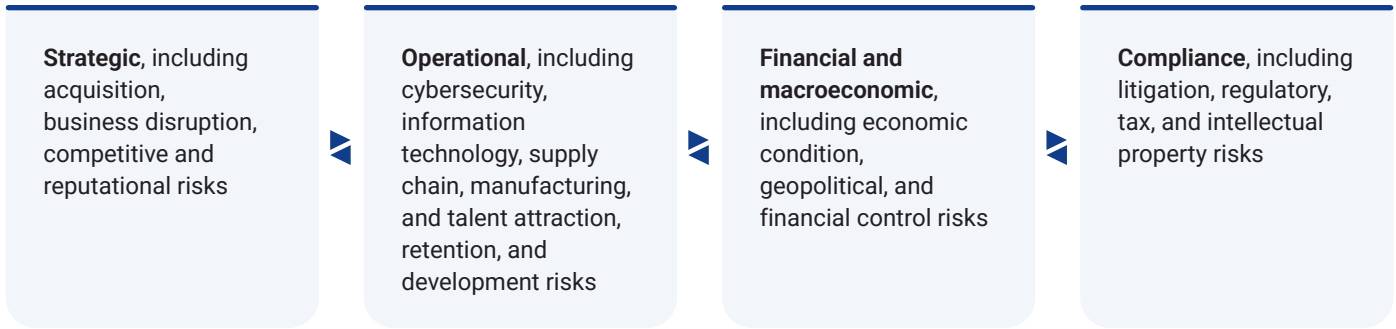 Strategic, including
acquisition,
business disruption,
competitive and
reputational risks
Operational, including
cybersecurity,
information
technology, supply
chain, manufacturing,
and talent attraction,
retention, and
development risks
Financial and
macroeconomic,
including economic
condition,
geopolitical, and
financial control risks
Compliance, including
litigation, regulatory,
tax, and intellectual
property risks